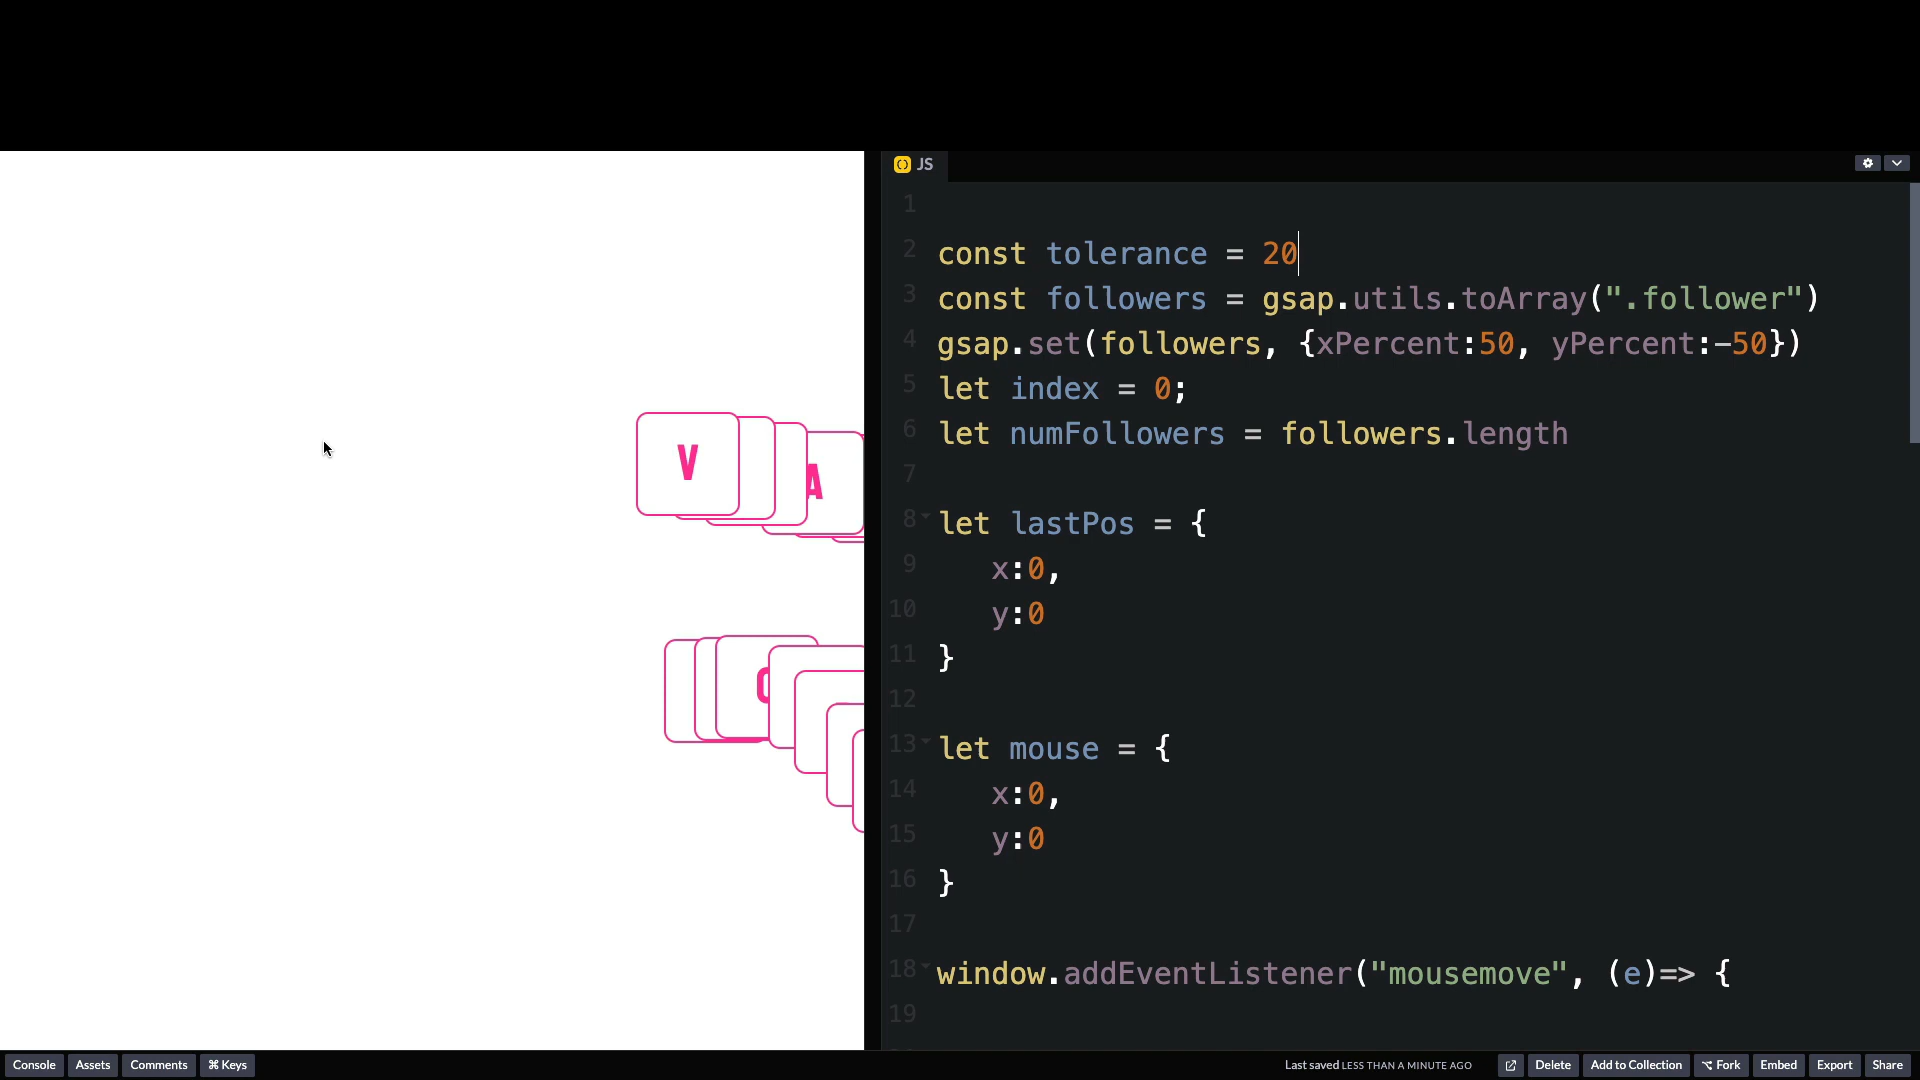 JS
1
2 const tolerance = 20
3 const followers = gsap.utils.toArray(".follower")
4 gsap.set(followers, {xPercent:50, yPercent:-50})
5 let index = 0;
6 let numFollowers = followers.length
7
8 let lastPos = {
9 x:0,
10 y:0
11 }
12
13 let mouse = {
14 x:0,
15 y:0
16 }
17
18 window.addEventListener("mousemove", (e)=> {
19
V
A
Console Assets Comments ⌘ Keys Last saved LESS THAN A MINUTE AGO Delete Add to Collection ⌥ Fork Embed Export Share